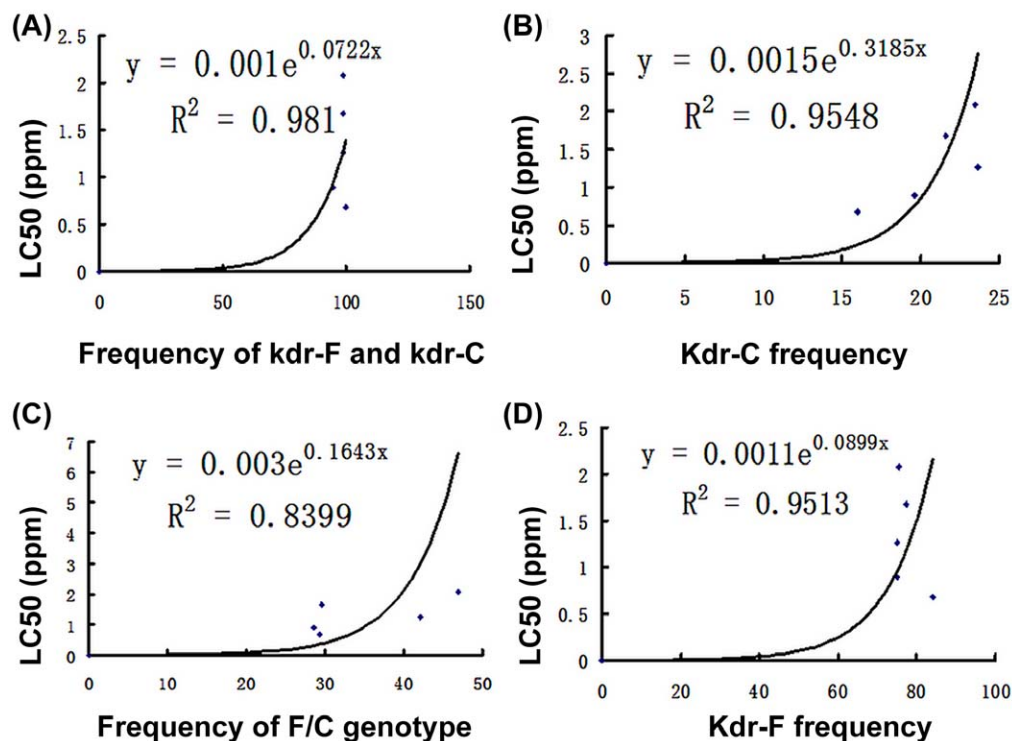 (A)
2.5
2
1.5
1
0.5
0
y = 0.001e^0.0722x
R² = 0.981
0 50 100 150
LC50 (ppm)
Frequency of kdr-F and kdr-C
(B)
3
2.5
2
1.5
1
0.5
0
y = 0.0015e^0.3185x
R² = 0.9548
0 5 10 15 20 25
LC50 (ppm)
Kdr-C frequency
(C)
7
6
5
4
3
2
1
0
y = 0.003e^0.1643x
R² = 0.8399
0 10 20 30 40 50
LC50 (ppm)
Frequency of F/C genotype
(D)
2.5
2
1.5
1
0.5
0
y = 0.0011e^0.0899x
R² = 0.9513
0 20 40 60 80 100
LC50 (ppm)
Kdr-F frequency